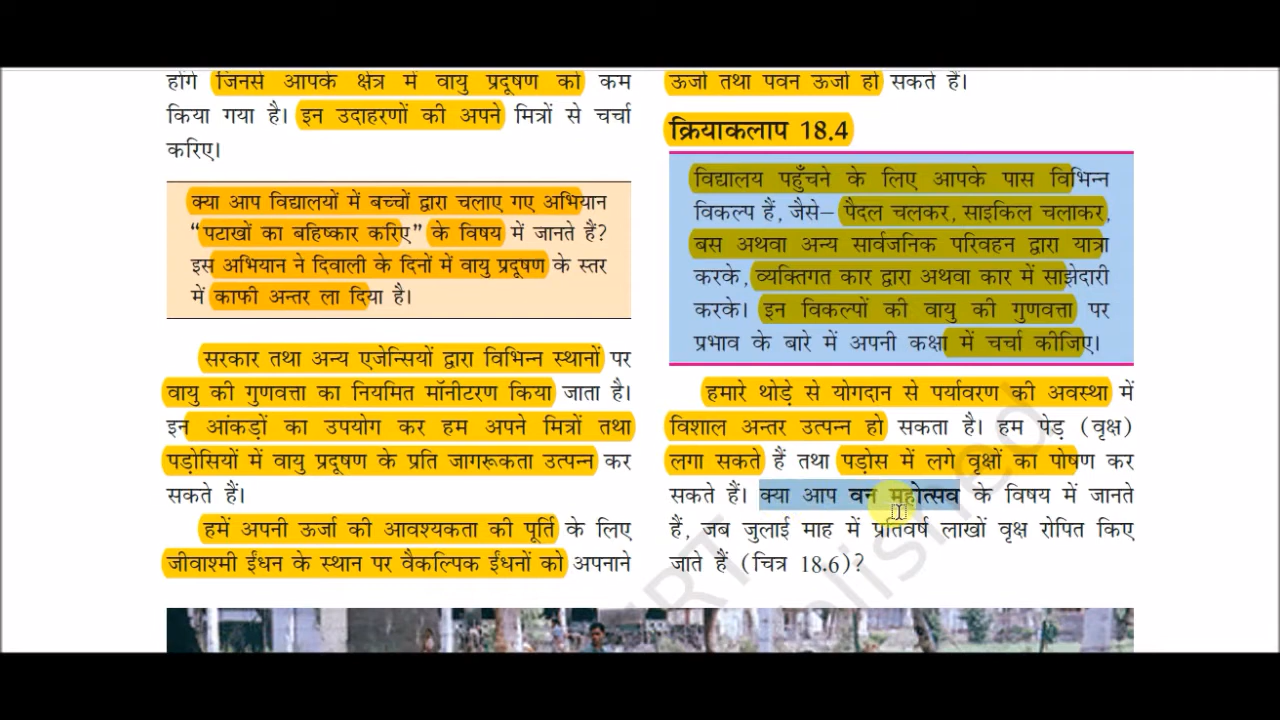 होंगे जिनसे आपके क्षेत्र में वायु प्रदूषण को कम
किया गया है। इन उदाहरणों की अपने मित्रों से चर्चा
करिए।
क्या आप विद्यालयों में बच्चों द्वारा चलाए गए अभियान
“पटाखों का बहिष्कार करिए” के विषय में जानते हैं?
इस अभियान ने दिवाली के दिनों में वायु प्रदूषण के स्तर
में काफी अन्तर ला दिया है।
सरकार तथा अन्य एजेन्सियों द्वारा विभिन्न स्थानों पर
वायु की गुणवत्ता का नियमित मॉनीटरण किया जाता है।
इन आंकड़ों का उपयोग कर हम अपने मित्रों तथा
पड़ोसियों में वायु प्रदूषण के प्रति जागरूकता उत्पन्न कर
सकते हैं।
हमें अपनी ऊर्जा की आवश्यकता की पूर्ति के लिए
जीवाश्मी ईंधन के स्थान पर वैकल्पिक ईंधनों को अपनाने
ऊर्जा तथा पवन ऊर्जा हो सकते हैं।
क्रियाकलाप 18.4
विद्यालय पहुँचने के लिए आपके पास विभिन्न
विकल्प हैं, जैसे– पैदल चलकर, साइकिल चलाकर,
बस अथवा अन्य सार्वजनिक परिवहन द्वारा यात्रा
करके, व्यक्तिगत कार द्वारा अथवा कार में साझेदारी
करके। इन विकल्पों की वायु की गुणवत्ता पर
प्रभाव के बारे में अपनी कक्षा में चर्चा कीजिए।
हमारे थोड़े से योगदान से पर्यावरण की अवस्था में
विशाल अन्तर उत्पन्न हो सकता है। हम पेड़ (वृक्ष)
लगा सकते हैं तथा पड़ोस में लगे वृक्षों का पोषण कर
सकते हैं। क्या आप वन महोत्सव के विषय में जानते
हैं, जब जुलाई माह में प्रतिवर्ष लाखों वृक्ष रोपित किए
जाते हैं (चित्र 18.6)?